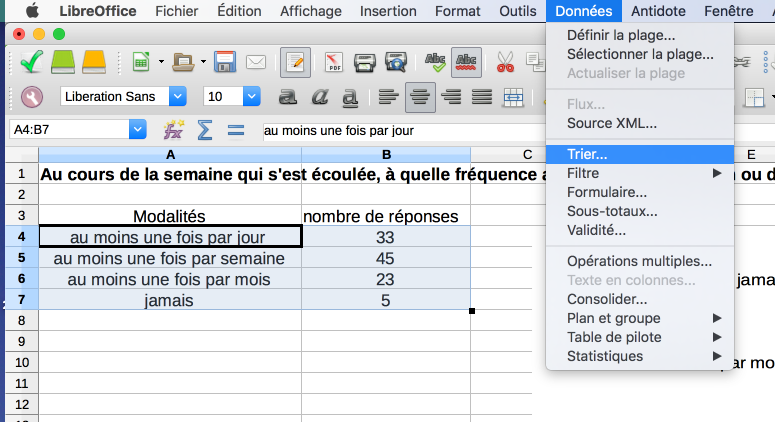 LibreOffice Fichier Édition Affichage Insertion Format Outils Données Antidote Fenêtre
Définir la plage...
Sélectionner la plage...
Actualiser la plage
Flux...
Source XML...
Trier...
Filtre
Formulaire...
Sous-totaux...
Validité...
Opérations multiples...
Texte en colonnes...
Consolider...
Plan et groupe
Table de pilote
Statistiques
PDF
Abc Abc
Liberation Sans 10 a a a
A4:B7 fx Σ = au moins une fois par jour
A B C E
1 Au cours de la semaine qui s'est écoulée, à quelle fréquence a n ou d
2
3 Modalités nombre de réponses
4 au moins une fois par jour 33
5 au moins une fois par semaine 45
6 au moins une fois par mois 23 jama
7 jamais 5
8
9
10 par mo
11
12